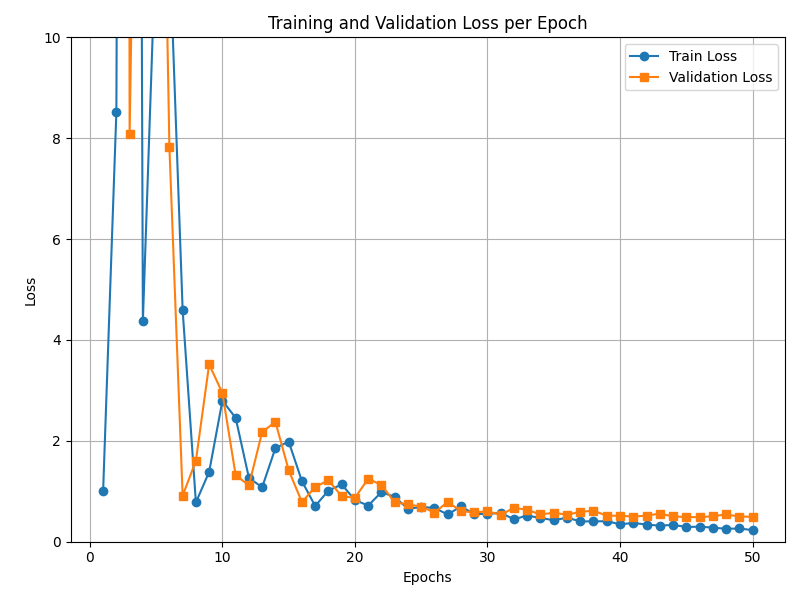 Training and Validation Loss per Epoch
Train Loss
Validation Loss
Loss
10
8
6
4
2
0
0 10 20 30 40 50
Epochs